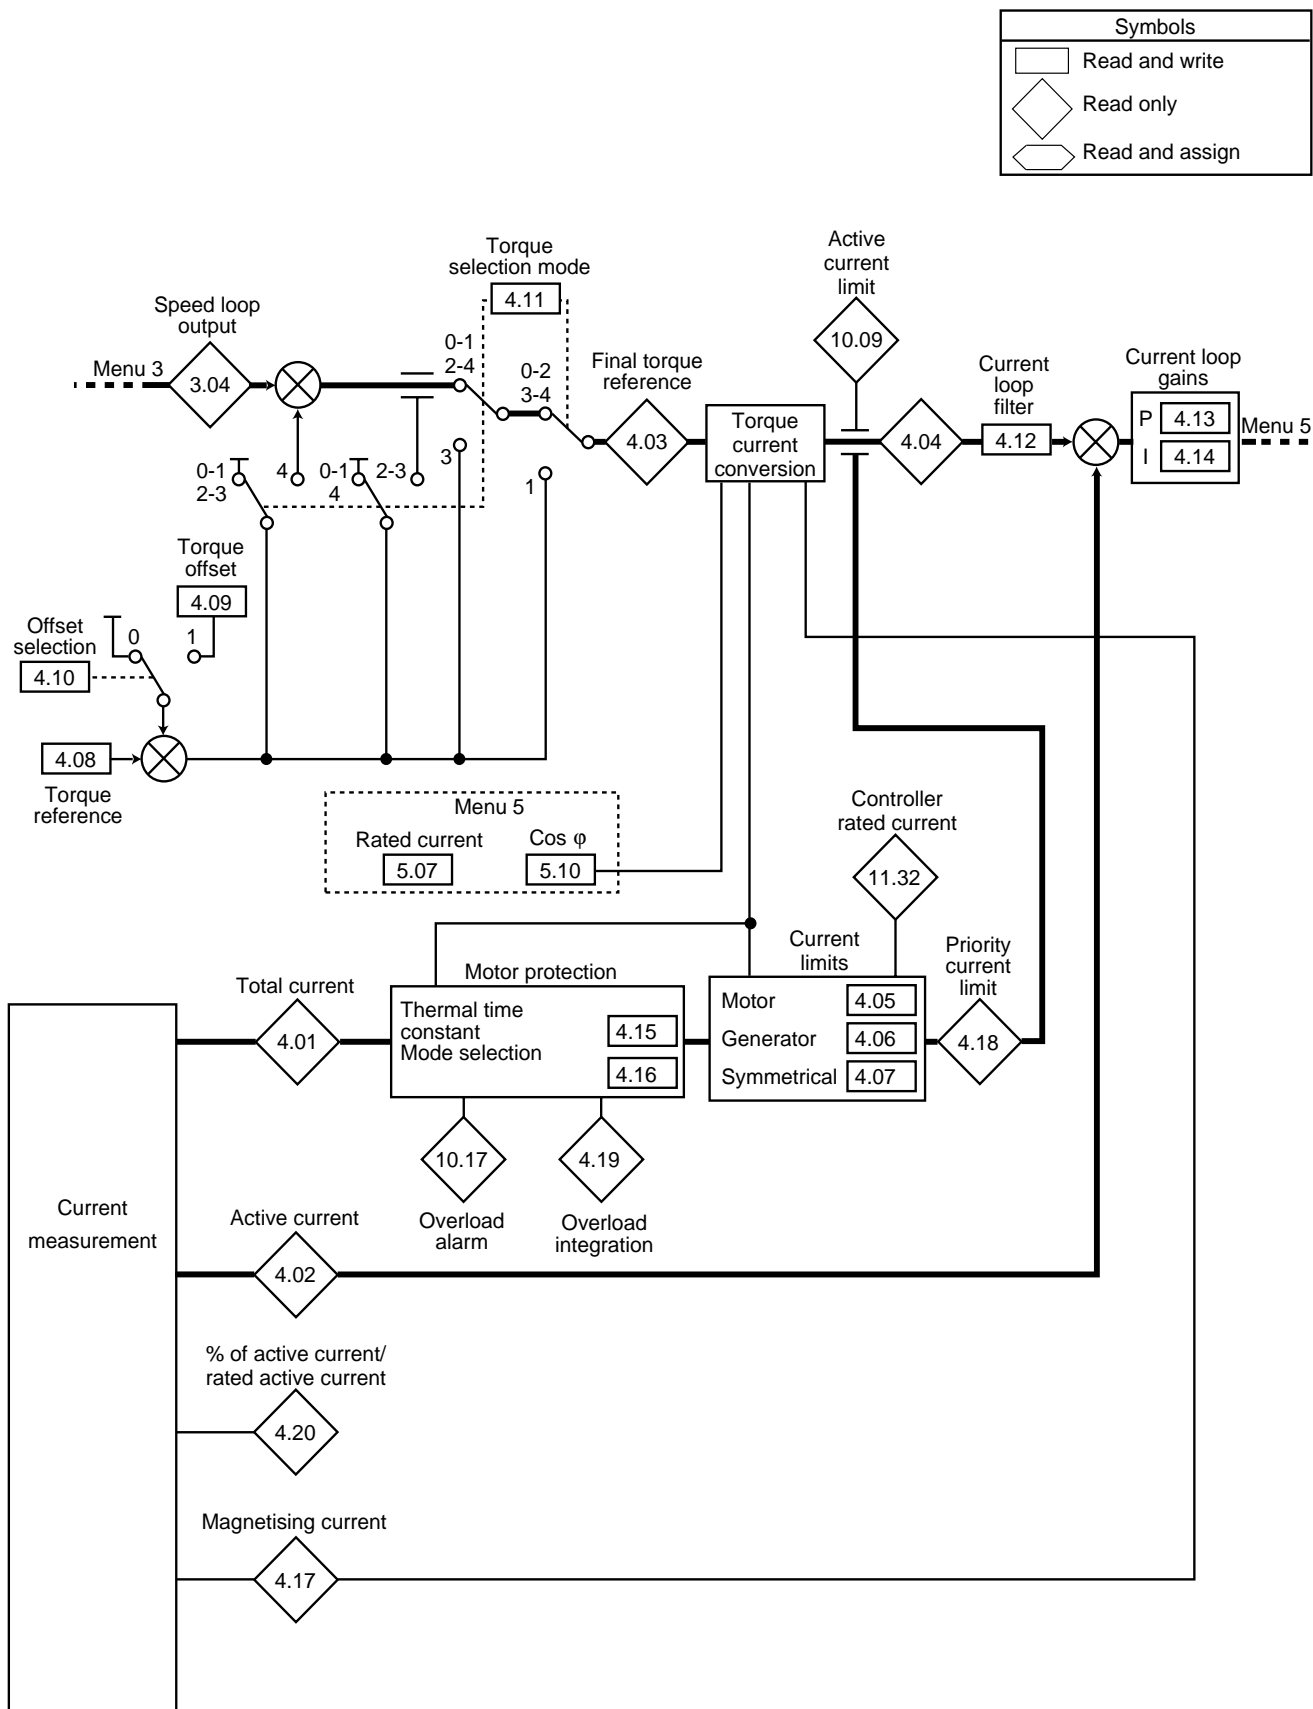 Symbols
Read and write
Read only
Read and assign
Active
current
limit
10.09
Torque
selection mode
4.11
Speed loop
output
Menu 3
3.04
0-1
2-4
0-2
3-4
Final torque
reference
4.03
Torque
current
conversion
4.04
Current
loop
filter
4.12
Current loop
gains
P
4.13
I
4.14
Menu 5
0-1
2-3
4
0-1
4
2-3
3
1
Torque
offset
4.09
Offset
selection
4.10
0
1
4.08
Torque
reference
Menu 5
Rated current
5.07
Cos φ
5.10
Controller
rated current
11.32
Current
limits
Priority
current
limit
Motor
4.05
Generator
4.06
Symmetrical
4.07
4.18
Total current
4.01
Motor protection
Thermal time
constant
Mode selection
4.15
4.16
10.17
Overload
alarm
4.19
Overload
integration
Current
measurement
Active current
4.02
% of active current/
rated active current
4.20
Magnetising current
4.17